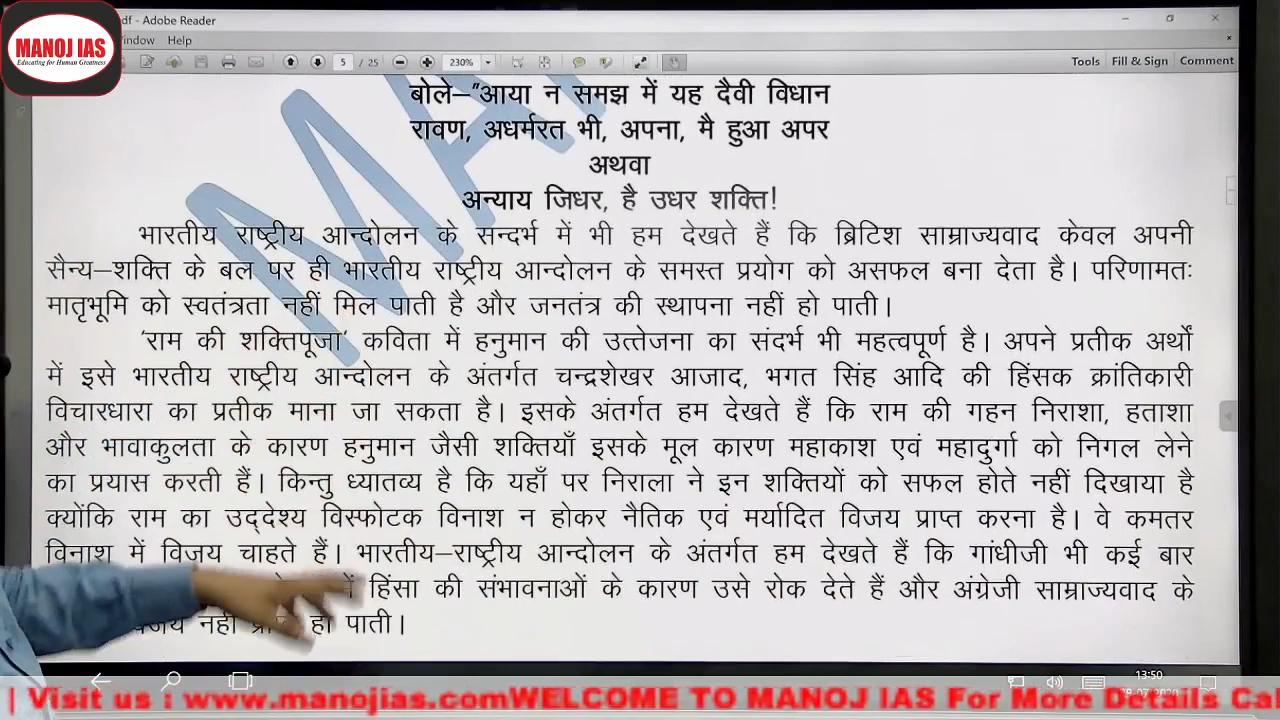 MANOJ IAS
Educating for Human Greatness
df - Adobe Reader
indow Help
5 / 25
230%
Tools Fill & Sign Comment
बोले–"आया न समझ में यह दैवी विधान
रावण, अधर्मरत भी, अपना, मै हुआ अपर
अथवा
अन्याय जिधर, है उधर शक्ति!
भारतीय राष्ट्रीय आन्दोलन के सन्दर्भ में भी हम देखते हैं कि ब्रिटिश साम्राज्यवाद केवल अपनी
सैन्य–शक्ति के बल पर ही भारतीय राष्ट्रीय आन्दोलन के समस्त प्रयोग को असफल बना देता है। परिणामतः
मातृभूमि को स्वतंत्रता नहीं मिल पाती है और जनतंत्र की स्थापना नहीं हो पाती।
'राम की शक्तिपूजा' कविता में हनुमान की उत्तेजना का संदर्भ भी महत्वपूर्ण है। अपने प्रतीक अर्थों
में इसे भारतीय राष्ट्रीय आन्दोलन के अंतर्गत चन्द्रशेखर आजाद, भगत सिंह आदि की हिंसक क्रांतिकारी
विचारधारा का प्रतीक माना जा सकता है। इसके अंतर्गत हम देखते हैं कि राम की गहन निराशा, हताशा
और भावाकुलता के कारण हनुमान जैसी शक्तियाँ इसके मूल कारण महाकाश एवं महादुर्गा को निगल लेने
का प्रयास करती हैं। किन्तु ध्यातव्य है कि यहाँ पर निराला ने इन शक्तियों को सफल होते नहीं दिखाया है
क्योंकि राम का उद्देश्य विस्फोटक विनाश न होकर नैतिक एवं मर्यादित विजय प्राप्त करना है। वे कमतर
विनाश में विजय चाहते हैं। भारतीय–राष्ट्रीय आन्दोलन के अंतर्गत हम देखते हैं कि गांधीजी भी कई बार
हिंसा की संभावनाओं के कारण उसे रोक देते हैं और अंग्रेजी साम्राज्यवाद के
नहीं हो पाती।
13:50
| Visit us : www.manojias.com WELCOME TO MANOJ IAS For More Details Cal